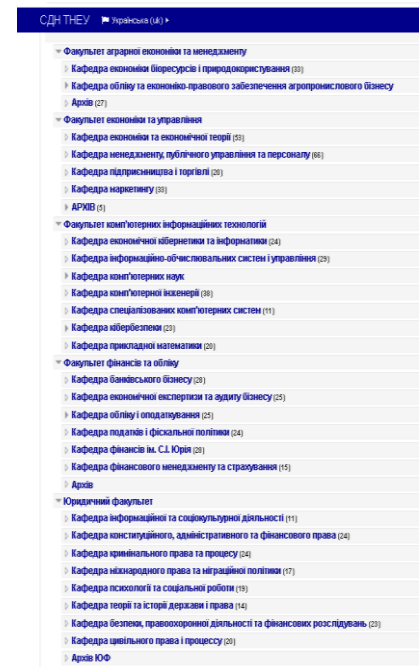 СДН ТНЕУ Українська (uk)
Факультет аграрної економіки та менеджменту
Кафедра економіки біоресурсів і природокористування (33)
Кафедра обліку та економіко-правового забезпечення агропромислового бізнесу
Архів (27)
Факультет економіки та управління
Кафедра економіки та економічної теорії (53)
Кафедра менеджменту, публічного управління та персоналу (66)
Кафедра підприємництва і торгівлі (20)
Кафедра маркетингу (33)
АРХІВ (5)
Факультет комп'ютерних інформаційних технологій
Кафедра економічної кібернетики та інформатики (24)
Кафедра інформаційно-обчислювальних систем і управління (29)
Кафедра комп'ютерних наук
Кафедра комп'ютерної інженерії (38)
Кафедра спеціалізованих комп'ютерних систем (11)
Кафедра кібербезпеки (23)
Кафедра прикладної математики (20)
Факультет фінансів та обліку
Кафедра банківського бізнесу (28)
Кафедра економічної експертизи та аудиту бізнесу (25)
Кафедра обліку і оподаткування (25)
Кафедра податків і фіскальної політики (24)
Кафедра фінансів ім. С.І. Юрія (28)
Кафедра фінансового менеджменту та страхування (15)
Архів
Юридичний факультет
Кафедра інформаційної та соціокультурної діяльності (11)
Кафедра конституційного, адміністративного та фінансового права (24)
Кафедра кримінального права та процесу (24)
Кафедра міжнародного права та міграційної політики (17)
Кафедра психології та соціальної роботи (19)
Кафедра теорії та історії держави і права (14)
Кафедра безпеки, правоохоронної діяльності та фінансових розслідувань (23)
Кафедра цивільного права і процессу (20)
Архів ЮФ